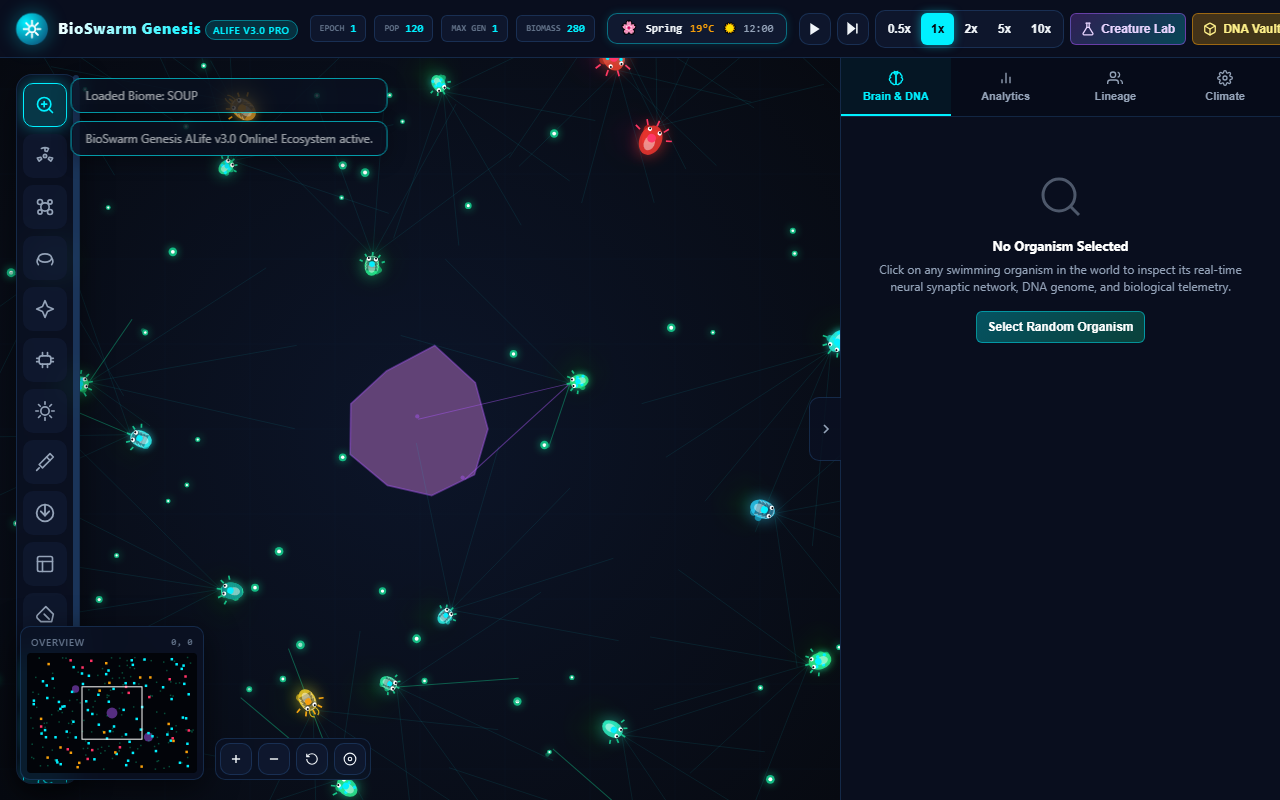 BioSwarm Genesis
ALIFE V3.0 PRO
EPOCH 1
POP 120
MAX GEN 1
BIOMASS 280
Spring 19°C 12:00
0.5x
1x
2x
5x
10x
Creature Lab
DNA Vault
Loaded Biome: SOUP
BioSwarm Genesis ALife v3.0 Online! Ecosystem active.
Brain & DNA
Analytics
Lineage
Climate
No Organism Selected
Click on any swimming organism in the world to inspect its real-time
neural synaptic network, DNA genome, and biological telemetry.
Select Random Organism
OVERVIEW
0, 0